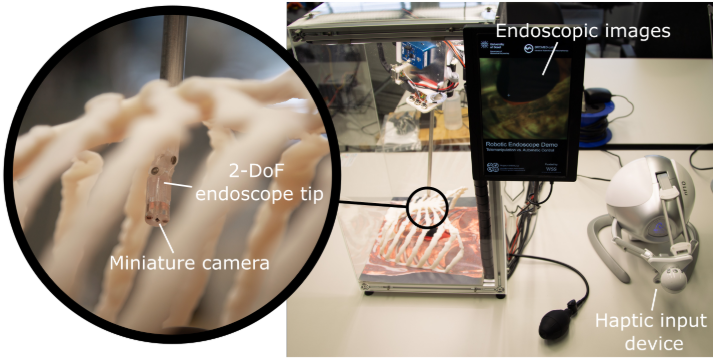 Endoscopic images
2-DoF
endoscope tip
Miniature camera
Robotic Endoscope Demo
Haptic input
device